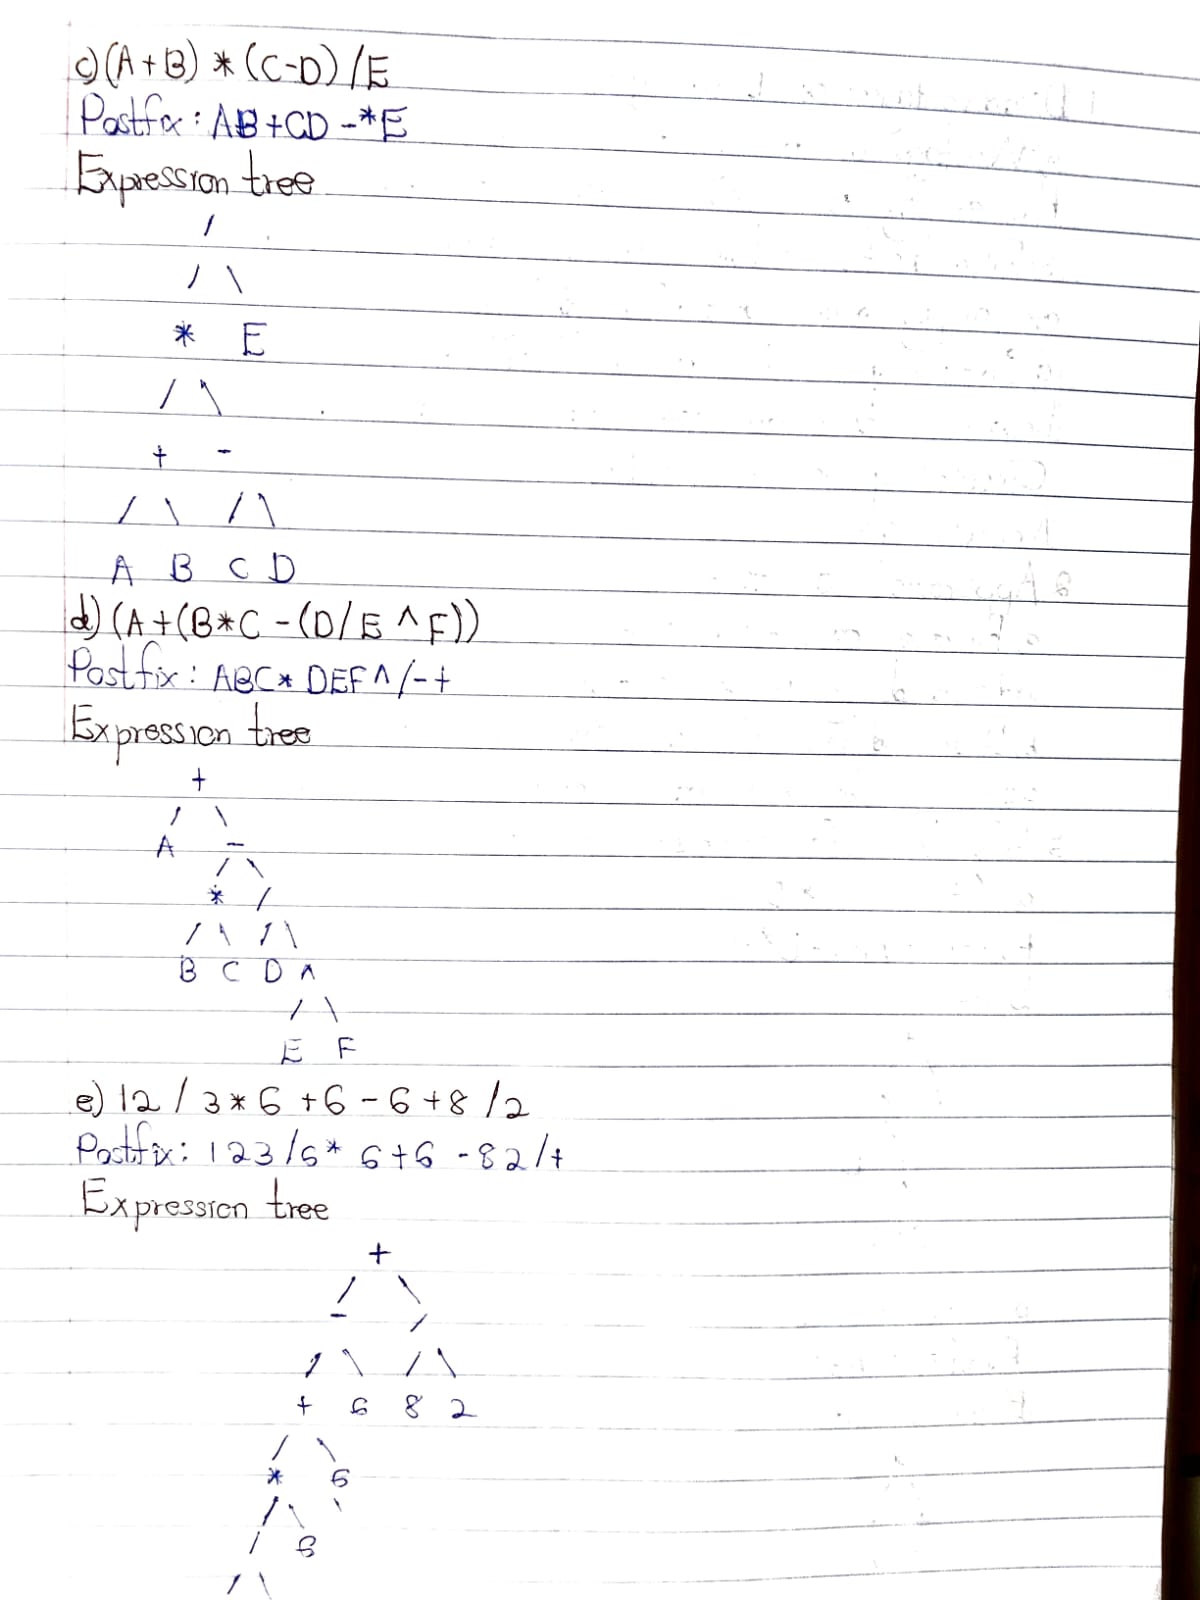 c) (A+B) * (C-D) /E
Postfix : AB+CD -*E
Expression tree
/
/ \
* E
/ \
+ -
/ \ / \
A B C D
d) (A+(B*C -(D/E ^F))
Postfix : ABC* DEF^/-+
Expression tree
+
/ \
A -
/ \
* /
/ \ / \
B C D ^
/ \
E F
e) 12 / 3 * 6 +6 - 6 +8 /2
Postfix: 123/6* 6+6 -82/+
Expression tree
+
/ \
- /
/ \ / \
+ 6 8 2
/ \
* 6
/ \ \
/ 6
/ \